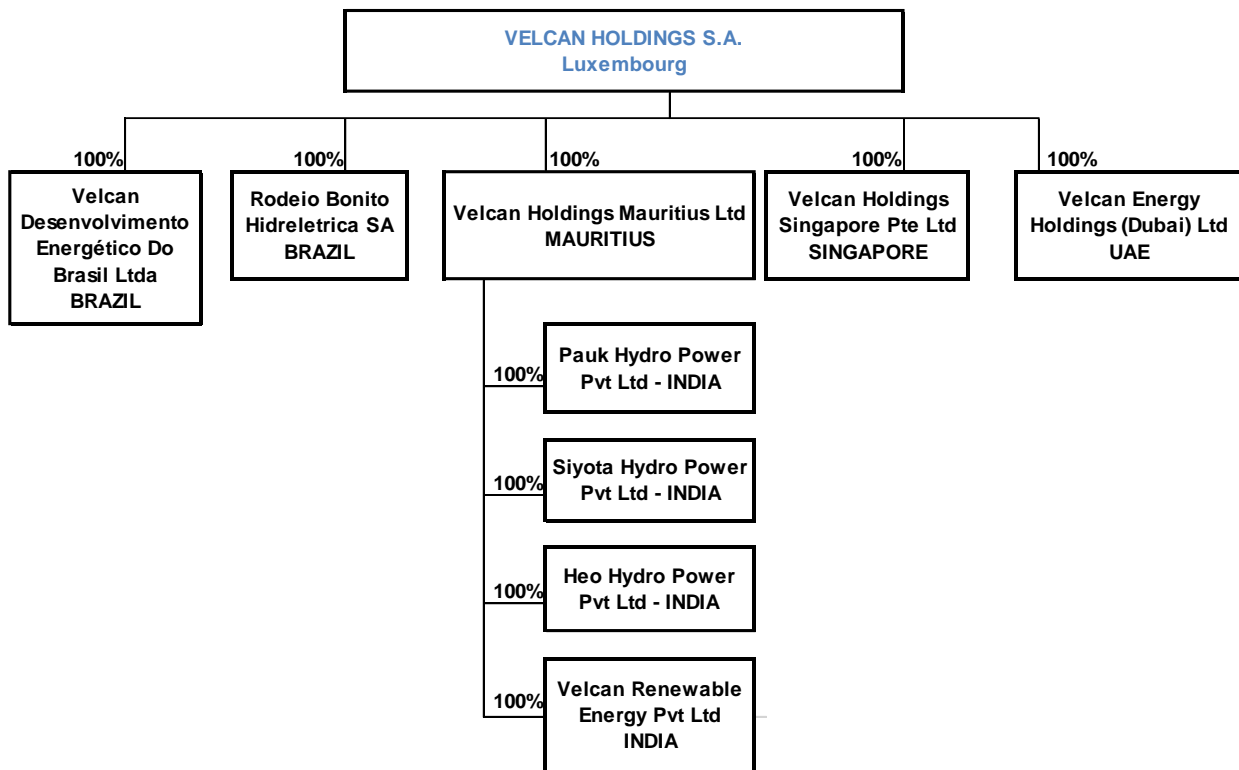 VELCAN HOLDINGS S.A.
Luxembourg
100%
100%
100%
100%
100%
Velcan
Desenvolvimento
Energético Do
Brasil Ltda
BRAZIL
Rodeio Bonito
Hidreletrica SA
BRAZIL
Velcan Holdings Mauritius Ltd
MAURITIUS
Velcan Holdings
Singapore Pte Ltd
SINGAPORE
Velcan Energy
Holdings (Dubai) Ltd
UAE
100%
Pauk Hydro Power
Pvt Ltd - INDIA
100%
Siyota Hydro Power
Pvt Ltd - INDIA
100%
Heo Hydro Power
Pvt Ltd - INDIA
100%
Velcan Renewable
Energy Pvt Ltd
INDIA